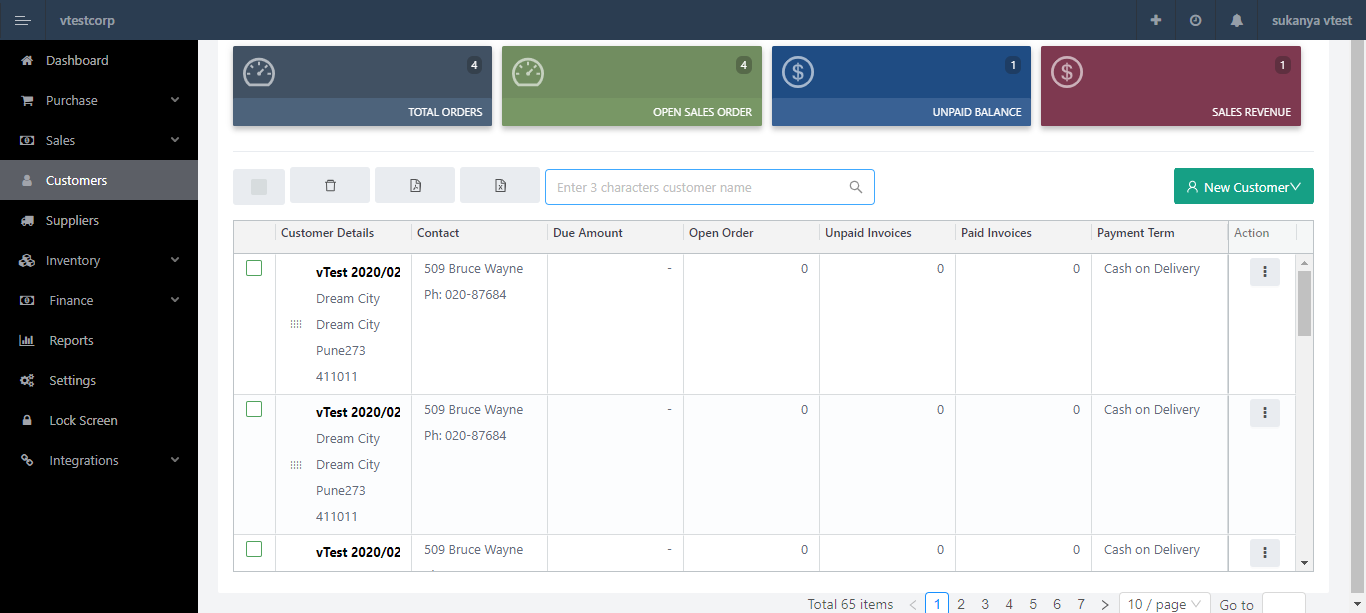 vtestcorp
sukanya vtest
Dashboard
Purchase
Sales
Customers
Suppliers
Inventory
Finance
Reports
Settings
Lock Screen
Integrations
4
TOTAL ORDERS
4
OPEN SALES ORDER
1
UNPAID BALANCE
1
SALES REVENUE
Enter 3 characters customer name
New Customer
Customer Details Contact Due Amount Open Order Unpaid Invoices Paid Invoices Payment Term Action
vTest 2020/02
Dream City
Dream City
Pune273
411011
509 Bruce Wayne
Ph: 020-87684
- 0 0 0 Cash on Delivery
vTest 2020/02
Dream City
Dream City
Pune273
411011
509 Bruce Wayne
Ph: 020-87684
- 0 0 0 Cash on Delivery
vTest 2020/02
509 Bruce Wayne
- 0 0 0 Cash on Delivery
Total 65 items < 1 2 3 4 5 6 7 > 10 / page Go to